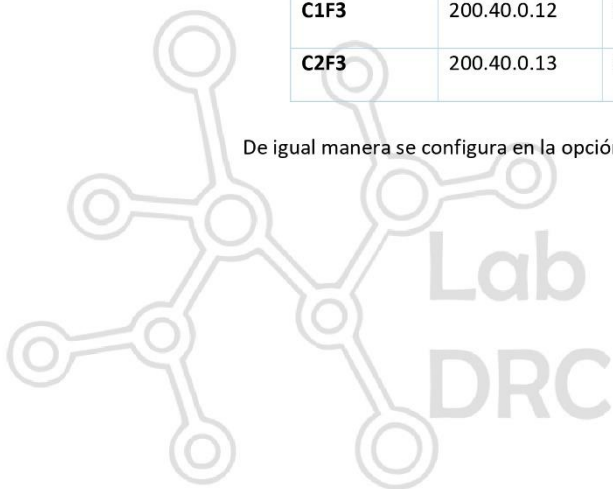 C1F3 200.40.0.12
C2F3 200.40.0.13
De igual manera se configura en la opción
Lab
DRC